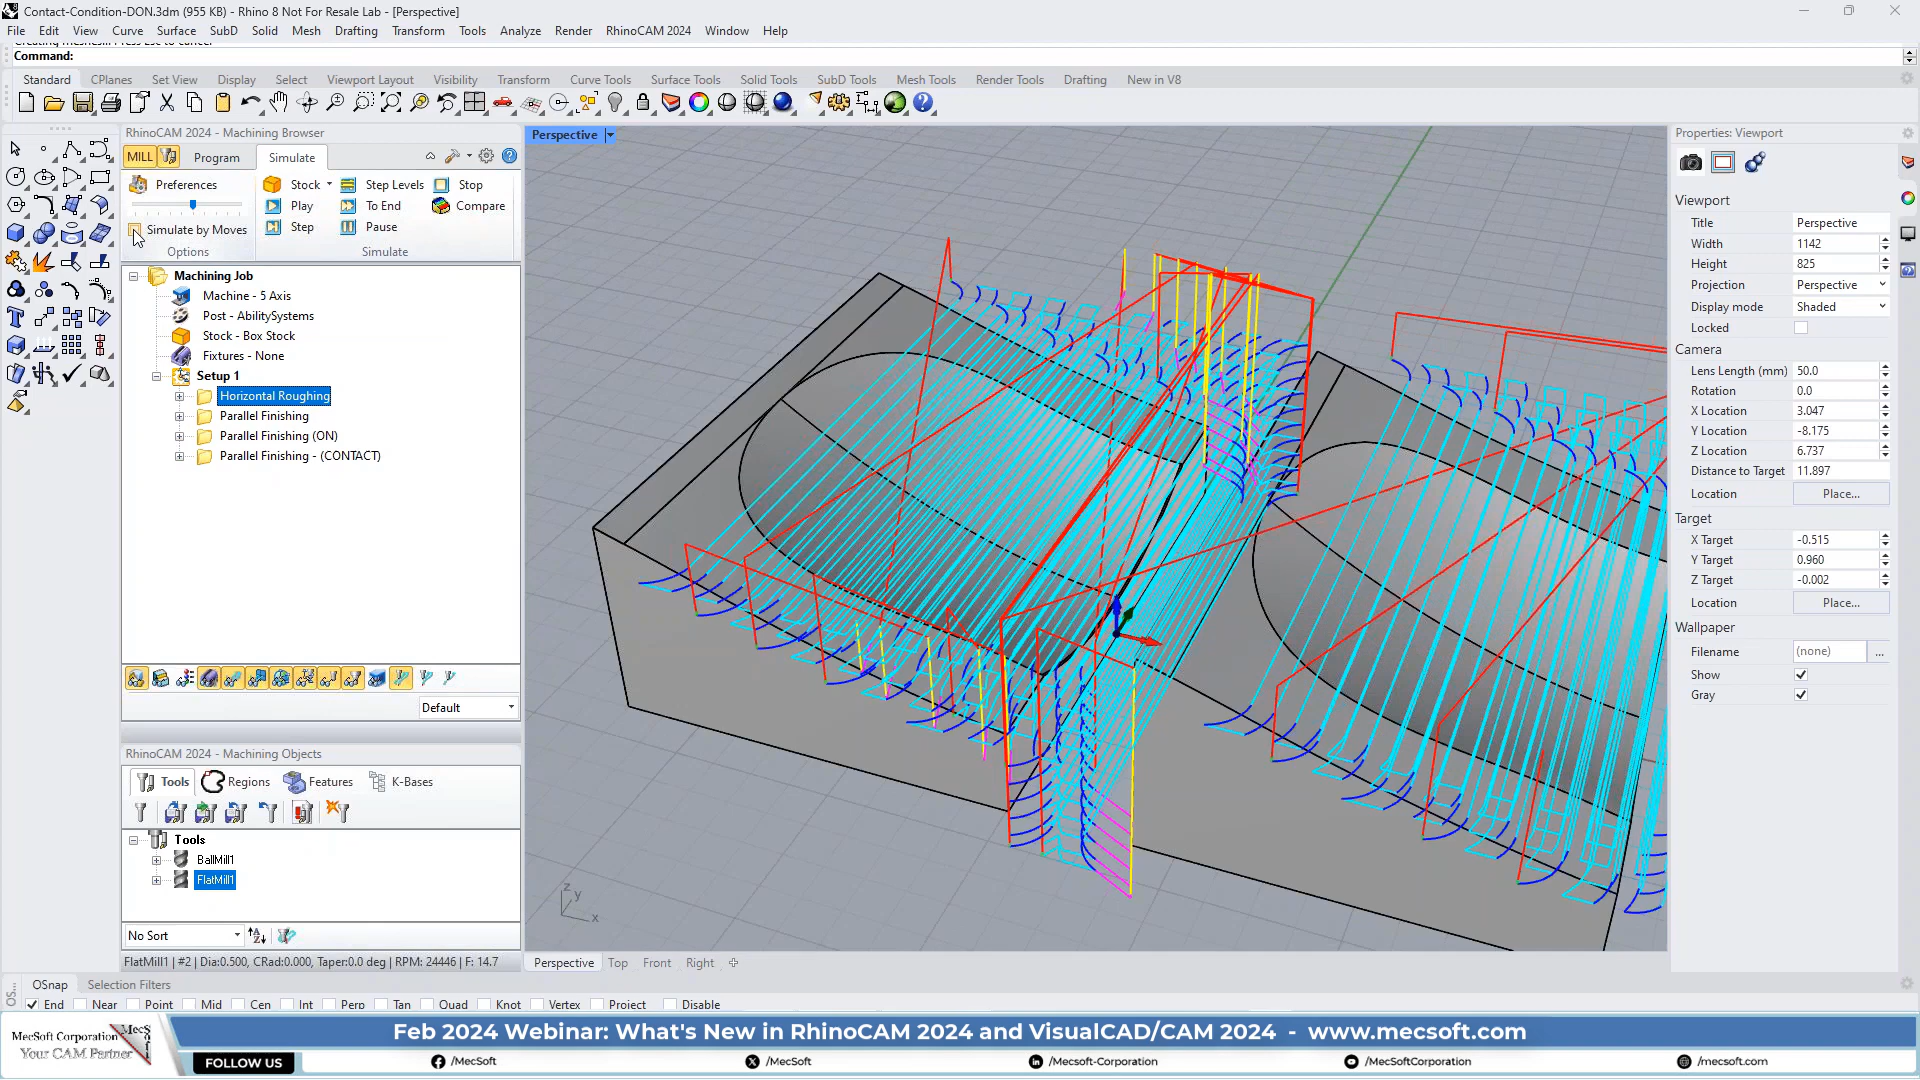 Contact-Condition-DON.3dm (955 KB) - Rhino 8 Not For Resale Lab - [Perspective]
File Edit View Curve Surface SubD Solid Mesh Drafting Transform Tools Analyze Render RhinoCAM 2024 Window Help
Creating meshes... Press Esc to cancel
Command:
Standard CPlanes Set View Display Select Viewport Layout Visibility Transform Curve Tools Surface Tools Solid Tools SubD Tools Mesh Tools Render Tools Drafting New in V8
RhinoCAM 2024 - Machining Browser
MILL Program Simulate
Preferences
Simulate by Moves
Options
Stock Step Levels Stop
Play To End Compare
Step Pause
Simulate
Machining Job
Machine - 5 Axis
Post - AbilitySystems
Stock - Box Stock
Fixtures - None
Setup 1
Horizontal Roughing
Parallel Finishing
Parallel Finishing (ON)
Parallel Finishing - (CONTACT)
Default
RhinoCAM 2024 - Machining Objects
Tools Regions Features K-Bases
Tools
BallMill1
FlatMill1
No Sort
FlatMill1 | #2 | Dia:0.500, CRad:0.000, Taper:0.0 deg | RPM: 24446 | F: 14.7
Perspective
z
y
x
Perspective Top Front Right
Properties: Viewport
Viewport
Title Perspective
Width 1142
Height 825
Projection Perspective
Display mode Shaded
Locked
Camera
Lens Length (mm) 50.0
Rotation 0.0
X Location 3.047
Y Location -8.175
Z Location 6.737
Distance to Target 11.897
Location Place...
Target
X Target -0.515
Y Target 0.960
Z Target -0.002
Location Place...
Wallpaper
Filename (none) ...
Show
Gray
OS...
OSnap Selection Filters
End Near Point Mid Cen Int Perp Tan Quad Knot Vertex Project Disable
MecSoft Corporation MecS
Your CAM Partner
Feb 2024 Webinar: What's New in RhinoCAM 2024 and VisualCAD/CAM 2024 - www.mecsoft.com
FOLLOW US /MecSoft /MecSoft /Mecsoft-Corporation /MecSoftCorporation /mecsoft.com